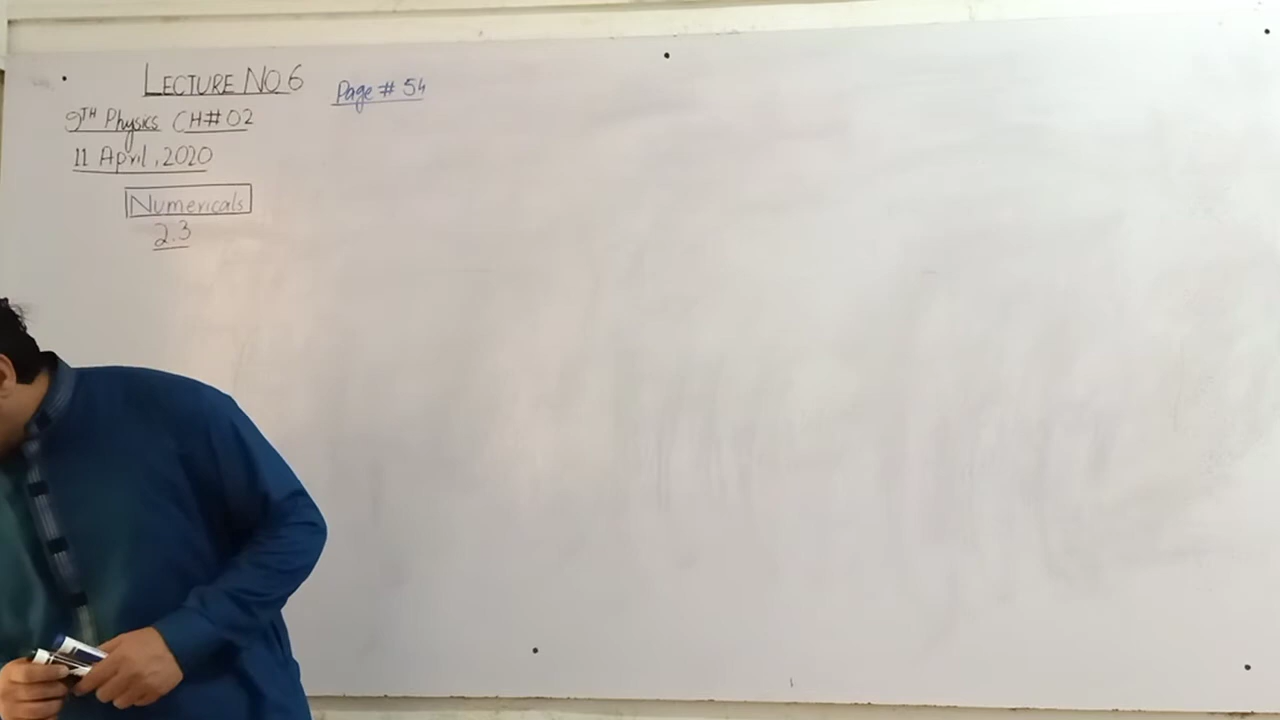 LECTURE NO 6
Page # 54
9TH Physics CH# 02
11 April, 2020
Numericals
2.3